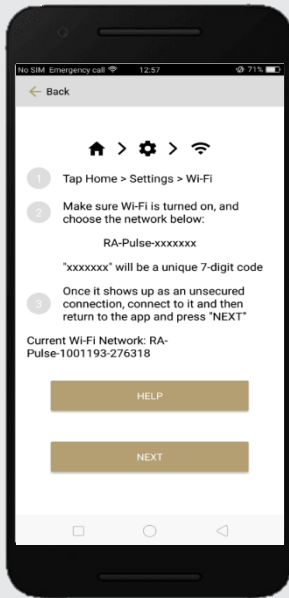 No SIM Emergency call 12:57 71%
Back
1 Tap Home > Settings > Wi-Fi
2 Make sure Wi-Fi is turned on, and
choose the network below:
RA-Pulse-xxxxxxx
"xxxxxxx" will be a unique 7-digit code
3 Once it shows up as an unsecured
connection, connect to it and then
return to the app and press "NEXT"
Current Wi-Fi Network: RA-
Pulse-1001193-276318
HELP
NEXT